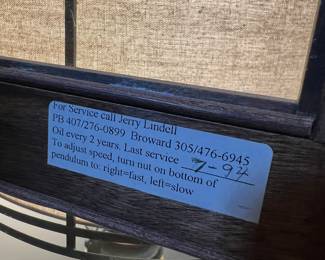 For Service call Jerry Lindell
PB 407/276-0899 Broward 305/476-6945
Oil every 2 years. Last service 7-94
To adjust speed, turn nut on bottom of
pendulum to: right=fast, left=slow